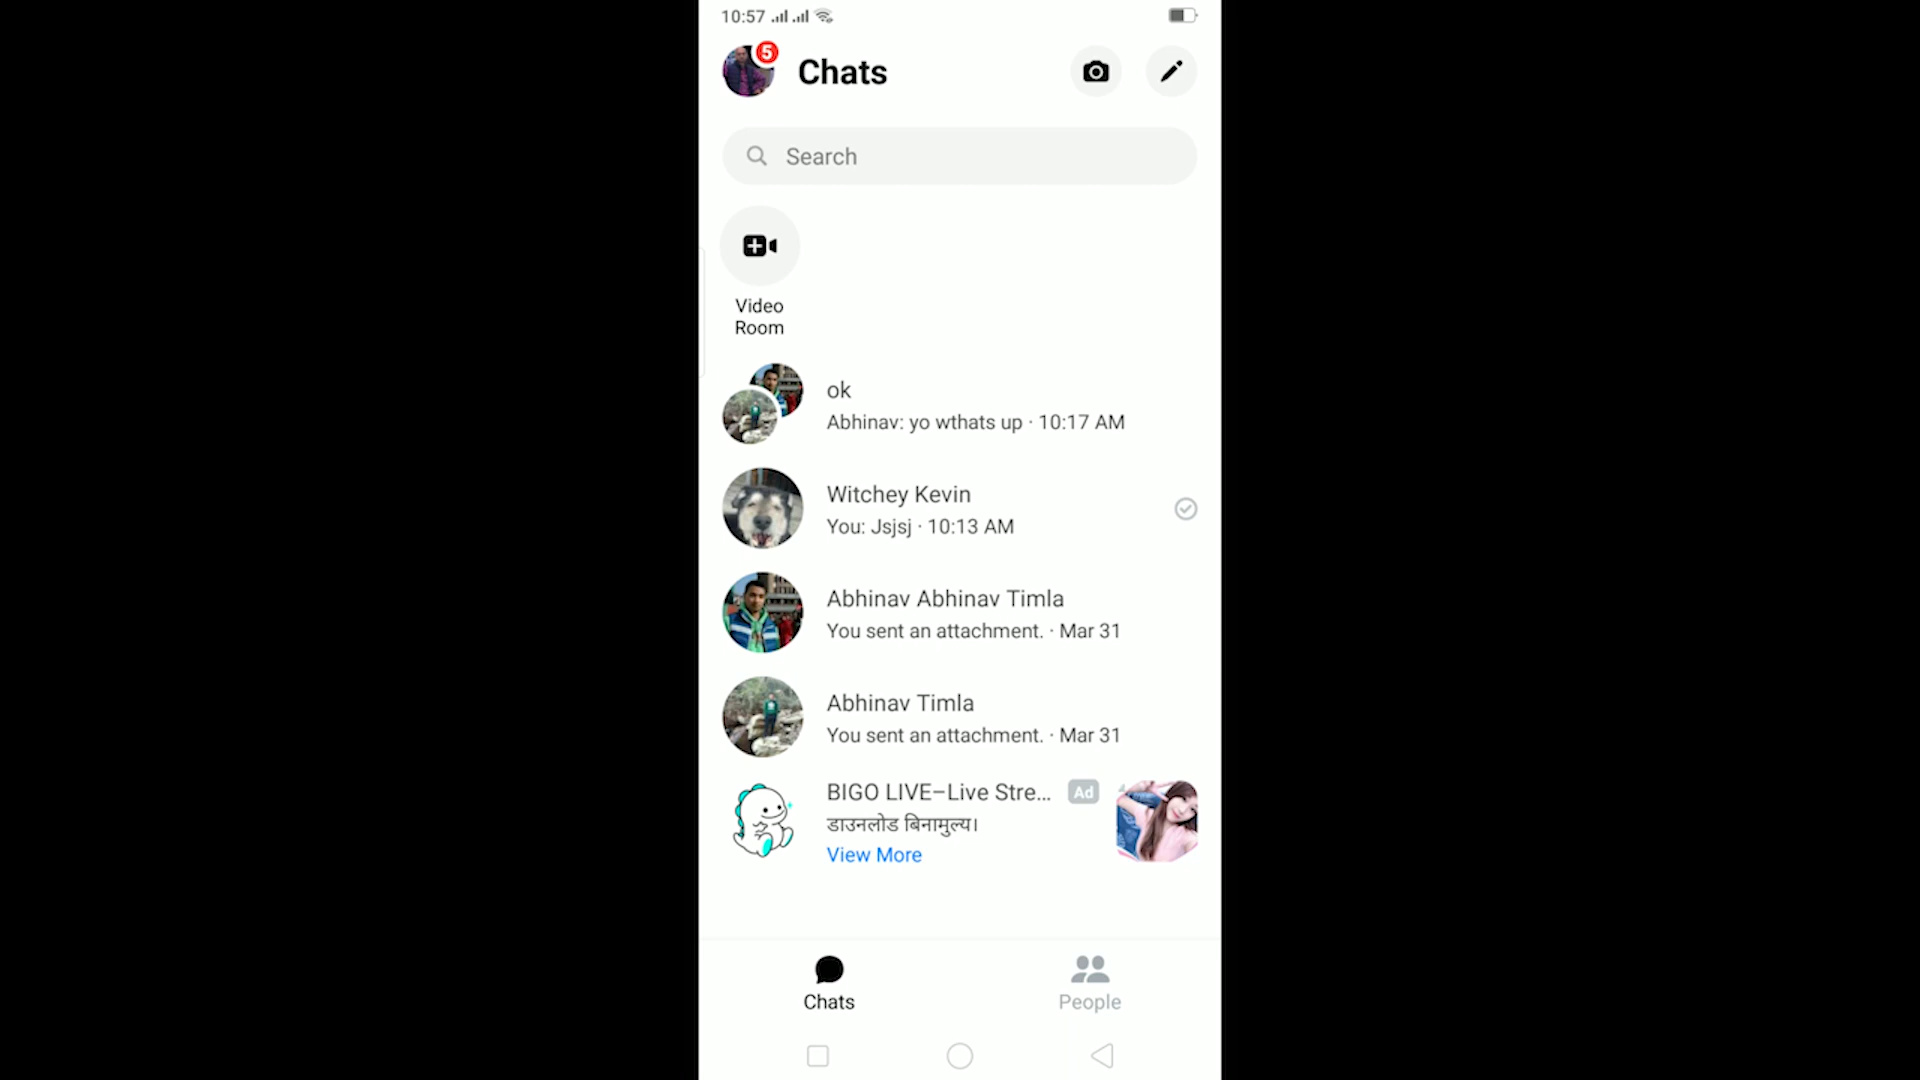 10:57
5
Chats
Search
Video
Room
ok
Abhinav: yo wthats up · 10:17 AM
Witchey Kevin
You: Jsjsj · 10:13 AM
Abhinav Abhinav Timla
You sent an attachment. · Mar 31
Abhinav Timla
You sent an attachment. · Mar 31
BIGO LIVE–Live Stre... Ad
डाउनलोड बिनामुल्य।
View More
Chats
People